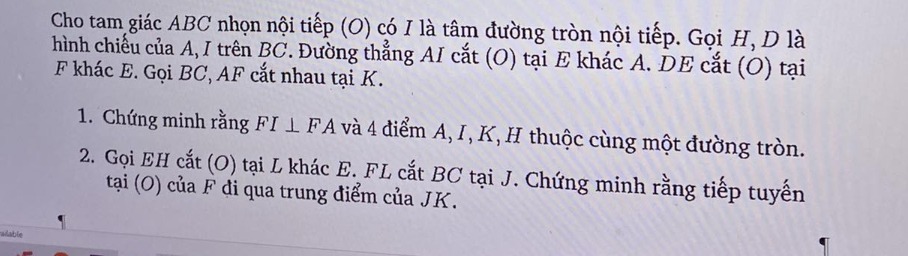 Cho tam giác ABC nhọn nội tiếp (O) có I là tâm đường tròn nội tiếp. Gọi H, D là
hình chiếu của A, I trên BC. Đường thẳng AI cắt (O) tại E khác A. DE cắt (O) tại
F khác E. Gọi BC, AF cắt nhau tại K.
1. Chứng minh rằng FI ⊥ FA và 4 điểm A, I, K, H thuộc cùng một đường tròn.
2. Gọi EH cắt (O) tại L khác E. FL cắt BC tại J. Chứng minh rằng tiếp tuyến
tại (O) của F đi qua trung điểm của JK.
¶
¶